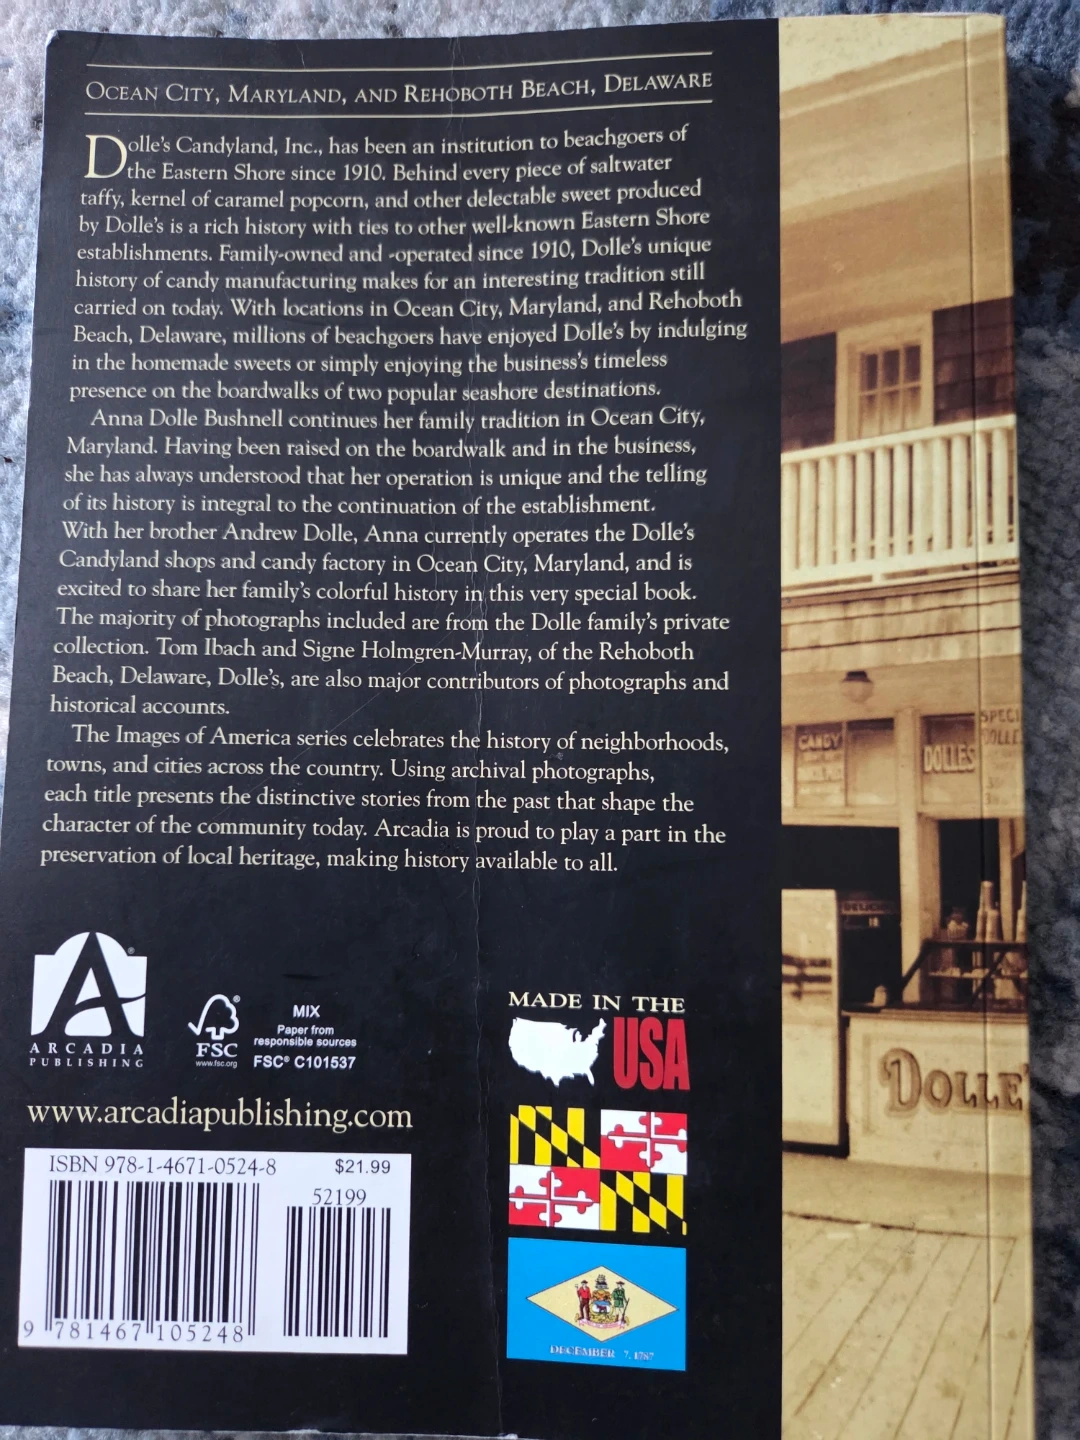 OCEAN CITY, MARYLAND, AND REHOBOTH BEACH, DELAWARE
Dolle's Candyland, Inc., has been an institution to beachgoers of
the Eastern Shore since 1910. Behind every piece of saltwater
taffy, kernel of caramel popcorn, and other delectable sweet produced
by Dolle's is a rich history with ties to other well-known Eastern Shore
establishments. Family-owned and -operated since 1910, Dolle's unique
history of candy manufacturing makes for an interesting tradition still
carried on today. With locations in Ocean City, Maryland, and Rehoboth
Beach, Delaware, millions of beachgoers have enjoyed Dolle's by indulging
in the homemade sweets or simply enjoying the business's timeless
presence on the boardwalks of two popular seashore destinations.
Anna Dolle Bushnell continues her family tradition in Ocean City,
Maryland. Having been raised on the boardwalk and in the business,
she has always understood that her operation is unique and the telling
of its history is integral to the continuation of the establishment.
With her brother Andrew Dolle, Anna currently operates the Dolle's
Candyland shops and candy factory in Ocean City, Maryland, and is
excited to share her family's colorful history in this very special book.
The majority of photographs included are from the Dolle family's private
collection. Tom Ibach and Signe Holmgren-Murray, of the Rehoboth
Beach, Delaware, Dolle's, are also major contributors of photographs and
historical accounts.
The Images of America series celebrates the history of neighborhoods,
towns, and cities across the country. Using archival photographs,
each title presents the distinctive stories from the past that shape the
character of the community today. Arcadia is proud to play a part in the
preservation of local heritage, making history available to all.
CANDY
DOLLES
SPECI
DOLLE'
A
ARCADIA
PUBLISHING
FSC
www.fsc.org
MIX
Paper from
responsible sources
FSC® C101537
MADE IN THE
USA
www.arcadiapublishing.com
ISBN 978-1-4671-0524-8
$21.99
52199
9 781467 105248
DECEMBER 7, 1787